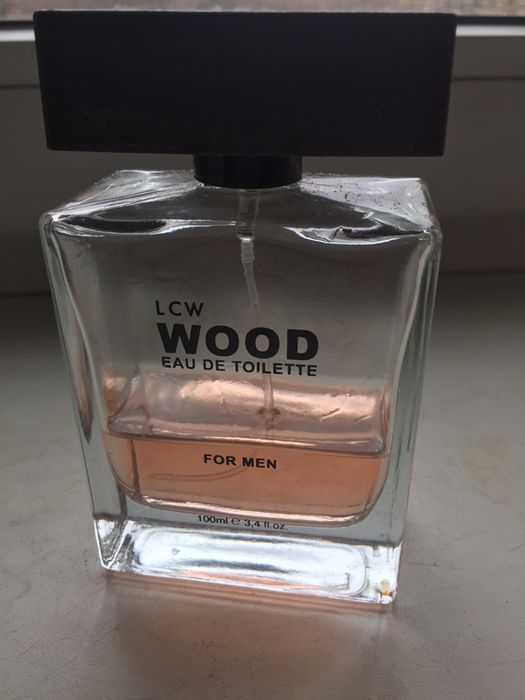 LCW
WOOD
EAU DE TOILETTE
FOR MEN
100ml e 3,4 fl.oz.